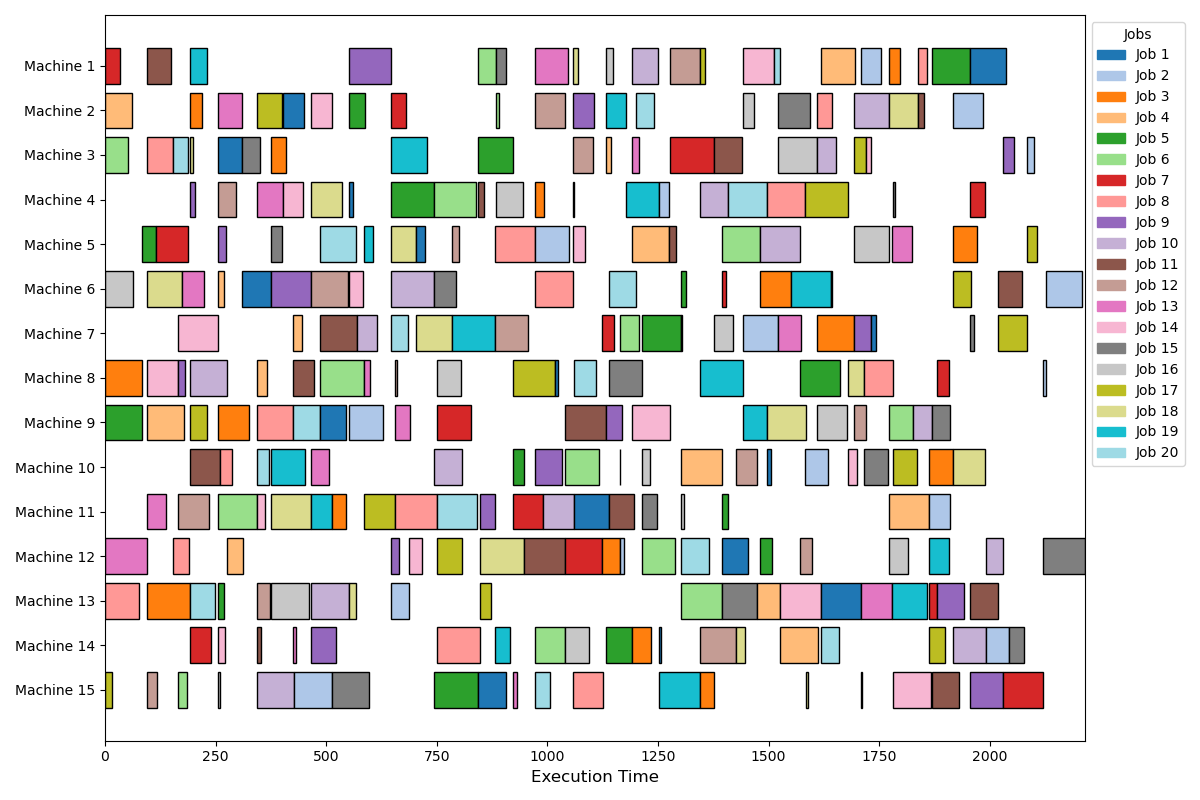 Machine 1
Machine 2
Machine 3
Machine 4
Machine 5
Machine 6
Machine 7
Machine 8
Machine 9
Machine 10
Machine 11
Machine 12
Machine 13
Machine 14
Machine 15
0 250 500 750 1000 1250 1500 1750 2000
Execution Time
Jobs
Job 1
Job 2
Job 3
Job 4
Job 5
Job 6
Job 7
Job 8
Job 9
Job 10
Job 11
Job 12
Job 13
Job 14
Job 15
Job 16
Job 17
Job 18
Job 19
Job 20